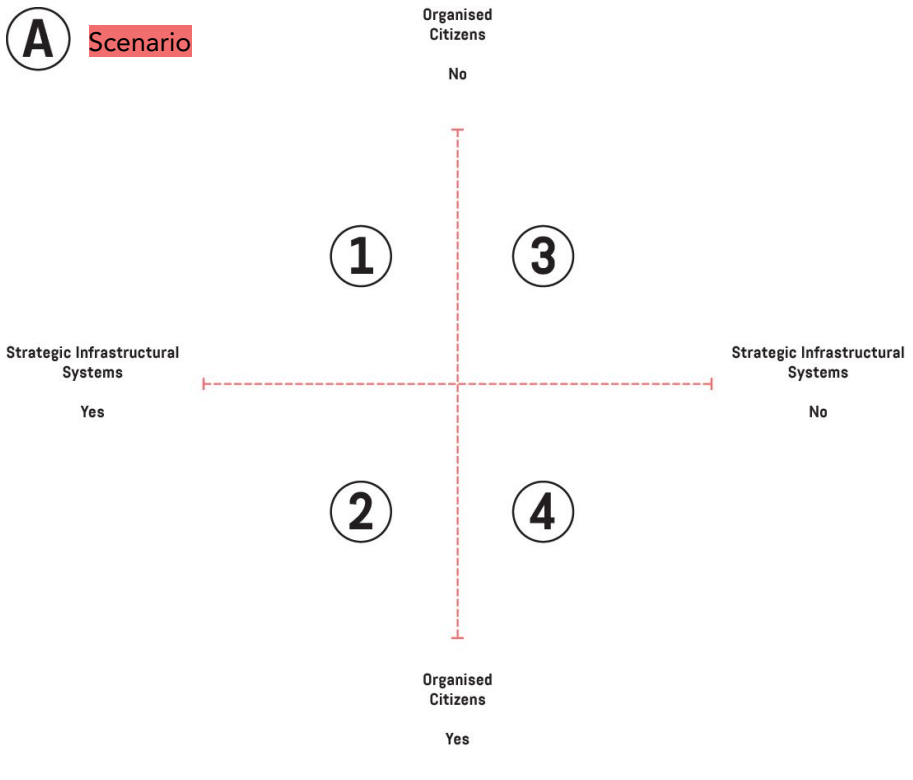 A
Scenario
Organised
Citizens
No
1
3
Strategic Infrastructural
Systems
Yes
Strategic Infrastructural
Systems
No
2
4
Organised
Citizens
Yes